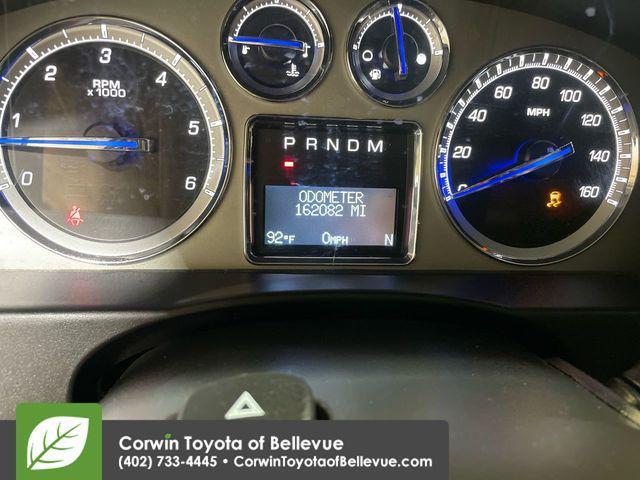 3
2
4
1
5
0
6
RPM
x1000
P R N D M
ODOMETER
162082 MI
92°F
0MPH
N
80
60
100
40
120
20
140
0
160
MPH
Corwin Toyota of Bellevue
(402) 733-4445 • CorwinToyotaofBellevue.com